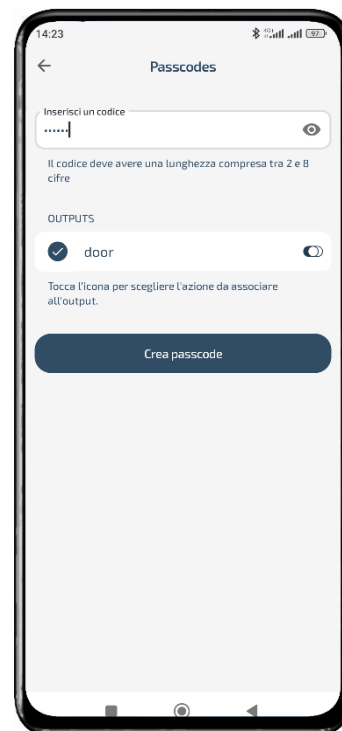 14:23
4G
97
Passcodes
Inserisci un codice
••••••
Il codice deve avere una lunghezza compresa tra 2 e 8
cifre
OUTPUTS
door
Tocca l'icona per scegliere l'azione da associare
all'output.
Crea passcode